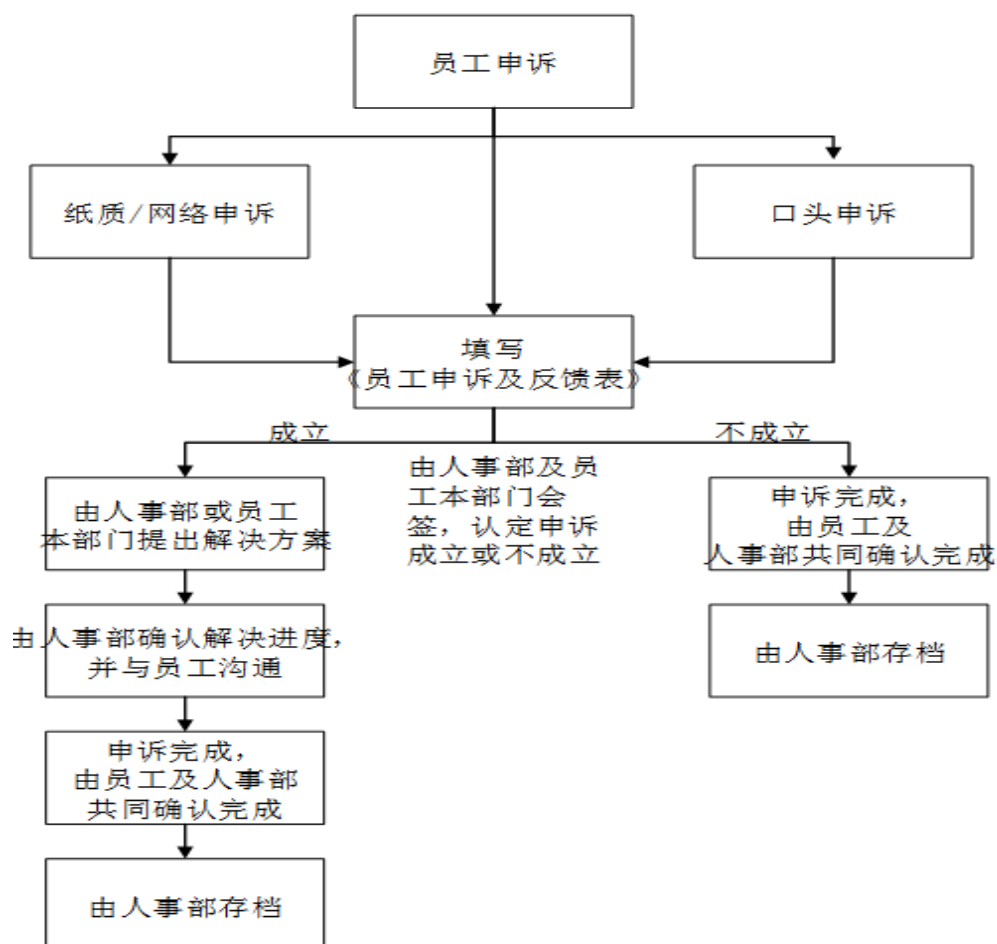 员工申诉
纸质/网络申诉
口头申诉
填写
《员工申诉及反馈表》
成立
不成立
由人事部及员
工本部门会
签，认定申诉
成立或不成立
由人事部或员工
本部门提出解决方案
申诉完成，
由员工及
人事部共同确认完成
由人事部确认解决进度，
并与员工沟通
由人事部存档
申诉完成，
由员工及人事部
共同确认完成
由人事部存档